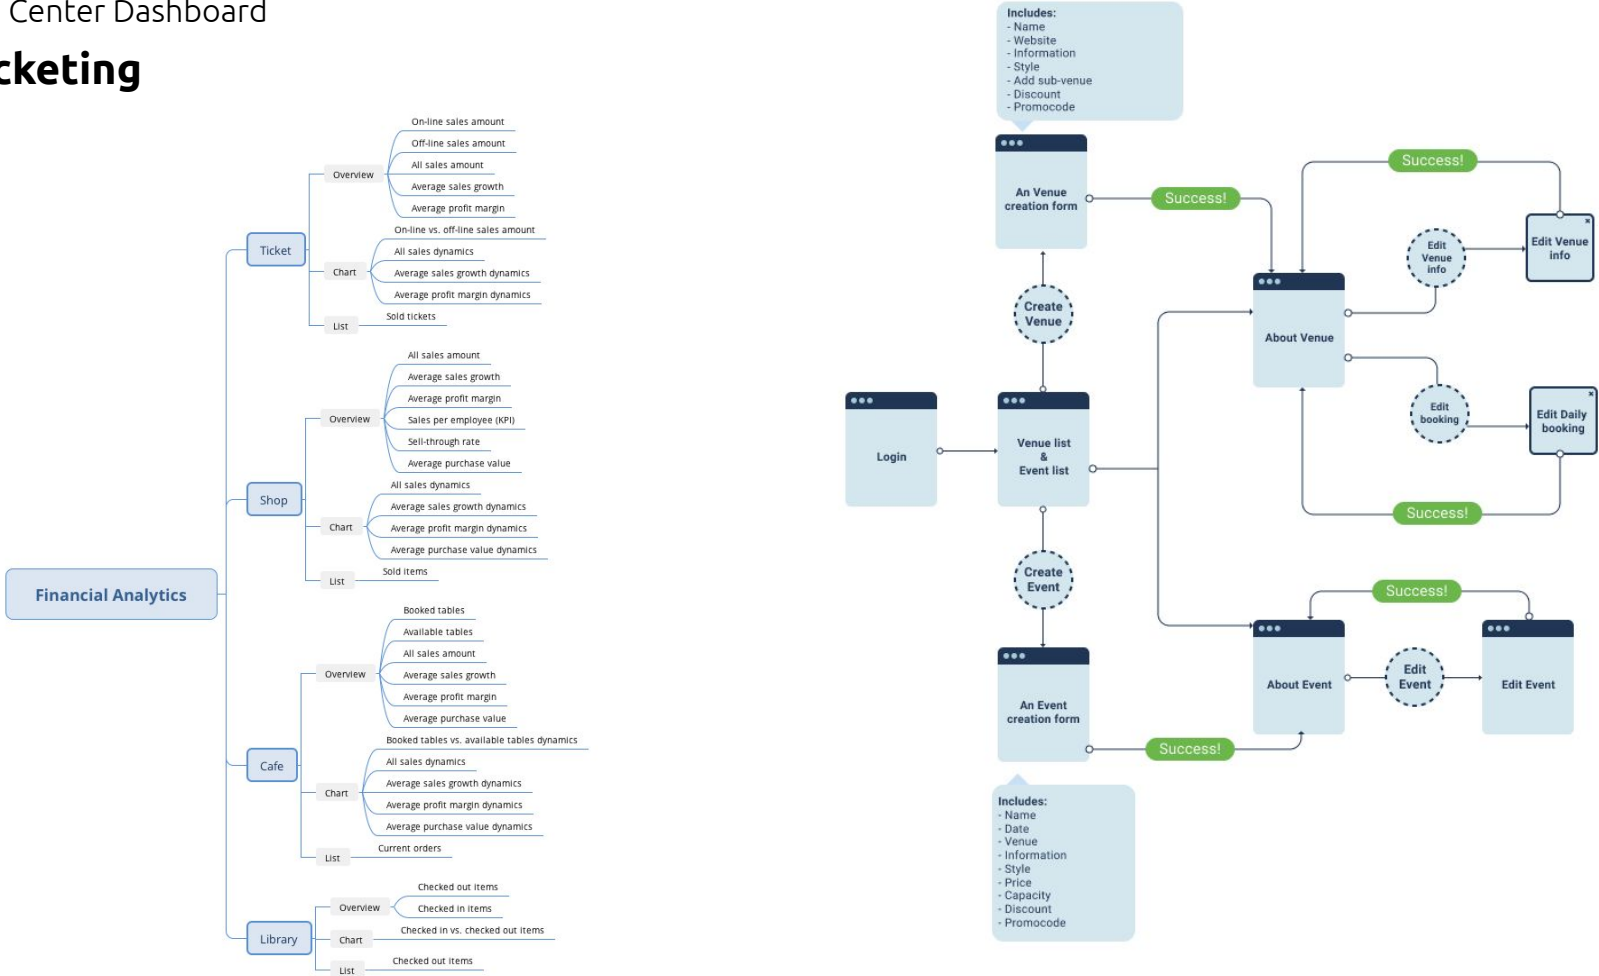 Center Dashboard
cketing
Financial Analytics
Ticket
Overview
On-line sales amount
Off-line sales amount
All sales amount
Average sales growth
Average profit margin
Chart
On-line vs. off-line sales amount
All sales dynamics
Average sales growth dynamics
Average profit margin dynamics
List
Sold tickets
Shop
Overview
All sales amount
Average sales growth
Average profit margin
Sales per employee (KPI)
Sell-through rate
Average purchase value
Chart
All sales dynamics
Average sales growth dynamics
Average profit margin dynamics
Average purchase value dynamics
List
Sold items
Cafe
Overview
Booked tables
Available tables
All sales amount
Average sales growth
Average profit margin
Average purchase value
Chart
Booked tables vs. available tables dynamics
All sales dynamics
Average sales growth dynamics
Average profit margin dynamics
Average purchase value dynamics
List
Current orders
Library
Overview
Checked out items
Checked in items
Chart
Checked in vs. checked out items
List
Checked out items
Includes:
- Name
- Website
- Information
- Style
- Add sub-venue
- Discount
- Promocode
An Venue
creation form
Success!
Create
Venue
Login
Venue list
&
Event list
Create
Event
An Event
creation form
Success!
Includes:
- Name
- Date
- Venue
- Information
- Style
- Price
- Capacity
- Discount
- Promocode
Success!
About Venue
Edit
Venue
info
Edit Venue
info
Edit
booking
Edit Daily
booking
Success!
Success!
About Event
Edit
Event
Edit Event